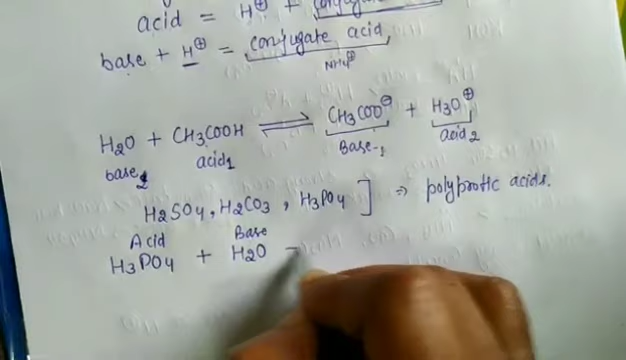 acid = H⊕ + conjugate
base + H⊕ = conjugate acid
NH4⊕
H2O + CH3COOH ⇌ CH3COO⊖ + H3O⊕
base2 acid1 Base-1 acid2
H2SO4, H2CO3, H3PO4 ] ⇒ polyprotic acids.
Acid Base
H3PO4 + H2O